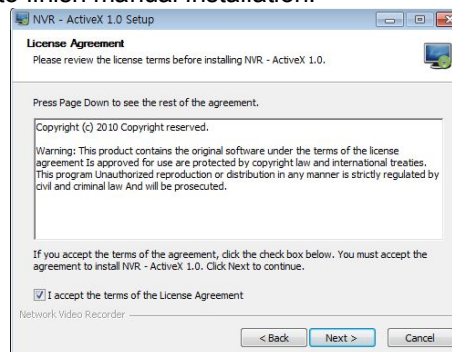 to finish manual installation.
NVR - ActiveX 1.0 Setup
License Agreement
Please review the license terms before installing NVR - ActiveX 1.0.
Press Page Down to see the rest of the agreement.
Copyright (c) 2010 Copyright reserved.
Warning: This product contains the original software under the terms of the license
agreement Is approved for use are protected by copyright law and international treaties.
This program Unauthorized reproduction or distribution in any manner is strictly regulated by
civil and criminal law And will be prosecuted.
If you accept the terms of the agreement, click the check box below. You must accept the
agreement to install NVR - ActiveX 1.0. Click Next to continue.
I accept the terms of the License Agreement
Network Video Recorder
< Back Next > Cancel